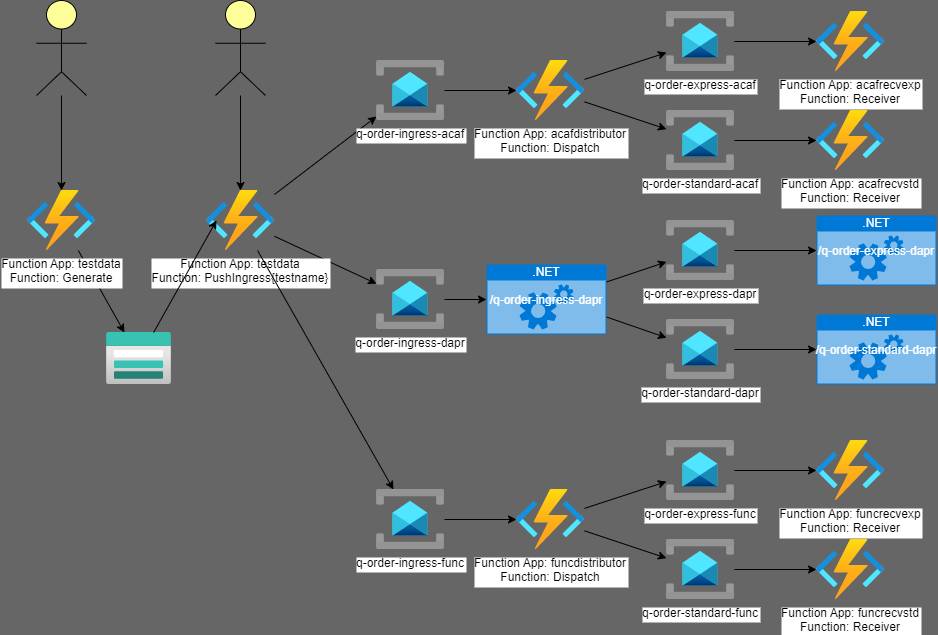 q-order-express-acaf
Function App: acafrecvexp
Function: Receiver
q-order-ingress-acaf
Function App: acafdistributor
Function: Dispatch
q-order-standard-acaf
Function App: acafrecvstd
Function: Receiver
Function App: testdata
Function: Generate
Function App: testdata
Function: PushIngress{testname}
.NET
/q-order-express-dapr
q-order-express-dapr
.NET
/q-order-ingress-dapr
q-order-ingress-dapr
.NET
/q-order-standard-dapr
q-order-standard-dapr
q-order-express-func
Function App: funcrecvexp
Function: Receiver
q-order-ingress-func
Function App: funcdistributor
Function: Dispatch
q-order-standard-func
Function App: funcrecvstd
Function: Receiver